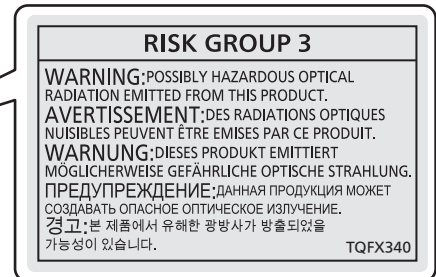 RISK GROUP 3
WARNING:POSSIBLY HAZARDOUS OPTICAL
RADIATION EMITTED FROM THIS PRODUCT.
AVERTISSEMENT:DES RADIATIONS OPTIQUES
NUISIBLES PEUVENT ÊTRE EMISES PAR CE PRODUIT.
WARNUNG:DIESES PRODUKT EMITTIERT
MÖGLICHERWEISE GEFÄHRLICHE OPTISCHE STRAHLUNG.
ПРЕДУПРЕЖДЕНИЕ:ДАННАЯ ПРОДУКЦИЯ МОЖЕТ
СОЗДАВАТЬ ОПАСНОЕ ОПТИЧЕСКОЕ ИЗЛУЧЕНИЕ.
경고:본 제품에서 유해한 광방사가 방출되었을
가능성이 있습니다. TQFX340